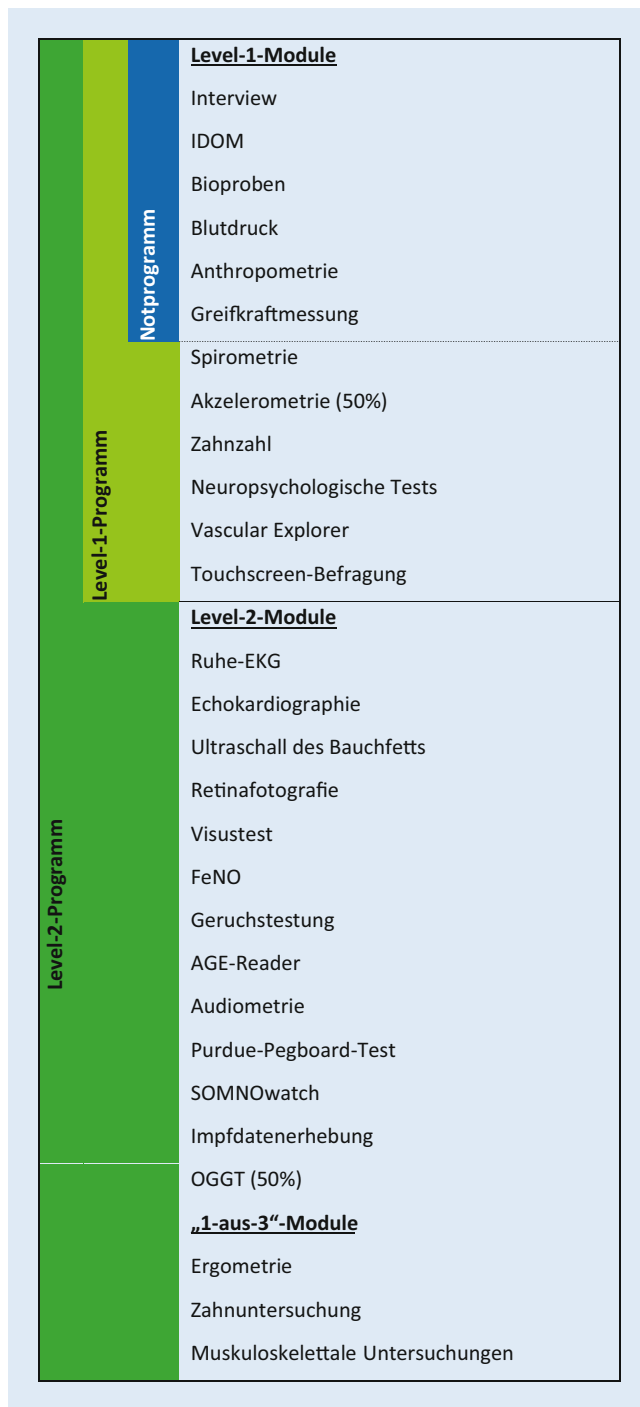 Level-1-Module
Interview
IDOM
Bioproben
Blutdruck
Anthropometrie
Greifkraftmessung
Notprogramm
Spirometrie
Akzelerometrie (50%)
Zahnzahl
Neuropsychologische Tests
Vascular Explorer
Touchscreen-Befragung
Level-1-Programm
Level-2-Module
Ruhe-EKG
Echokardiographie
Ultraschall des Bauchfetts
Retinafotografie
Visustest
FeNO
Geruchstestung
AGE-Reader
Audiometrie
Purdue-Pegboard-Test
SOMNOwatch
Impfdatenerhebung
OGGT (50%)
Level-2-Programm
„1-aus-3“-Module
Ergometrie
Zahnuntersuchung
Muskuloskelettale Untersuchungen